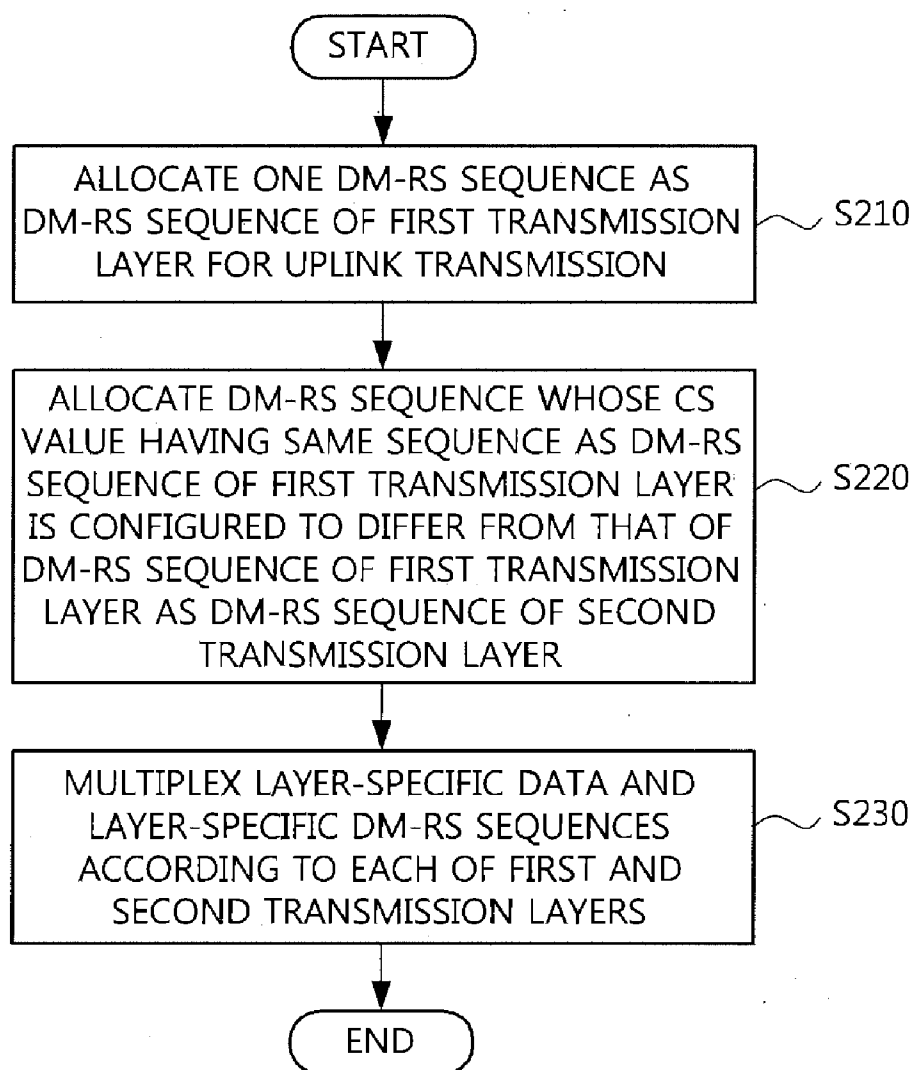 START
ALLOCATE ONE DM-RS SEQUENCE AS
DM-RS SEQUENCE OF FIRST TRANSMISSION
LAYER FOR UPLINK TRANSMISSION
S210
ALLOCATE DM-RS SEQUENCE WHOSE CS
VALUE HAVING SAME SEQUENCE AS DM-RS
SEQUENCE OF FIRST TRANSMISSION LAYER
IS CONFIGURED TO DIFFER FROM THAT OF
DM-RS SEQUENCE OF FIRST TRANSMISSION
LAYER AS DM-RS SEQUENCE OF SECOND
TRANSMISSION LAYER
S220
MULTIPLEX LAYER-SPECIFIC DATA AND
LAYER-SPECIFIC DM-RS SEQUENCES
ACCORDING TO EACH OF FIRST AND
SECOND TRANSMISSION LAYERS
S230
END